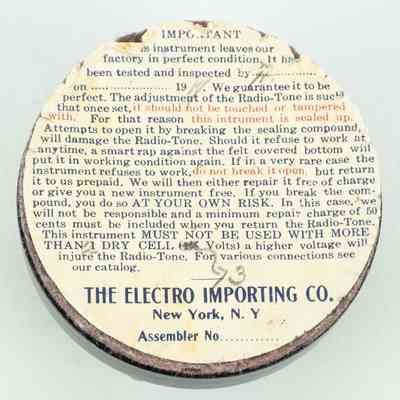 IMPORTANT
This instrument leaves our
factory in perfect condition. It has
been tested and inspected by ..................
on .................. 191 . We guarantee it to be
perfect. The adjustment of the Radio-Tone is such
that once set, it should not be touched or tampered
with. For that reason this intrument is sealed up.
Attempts to open it by breaking the sealing compound,
will damage the Radio-Tone. Should it refuse to work at
anytime, a smart rap against the felt covered bottom will
put it in working condition again. If in a very rare case the
instrument refuses to work, do not break it open, but return
it to us prepaid. We will then either repair it free of charge
or give you a new instrument free. If you break the com-
pound, you do so AT YOUR OWN RISK. In this case, we
will not be responsible and a minimum repair charge of 50
cents must be included when you return the Radio-Tone.
This instrument MUST NOT BE USED WITH MORE
THAN DRY CELL Volts) a higher voltage will
injure the Radio-Tone. For various connections see
our catalog.
THE ELECTRO IMPORTING CO.
New York, N. Y
Assembler No............